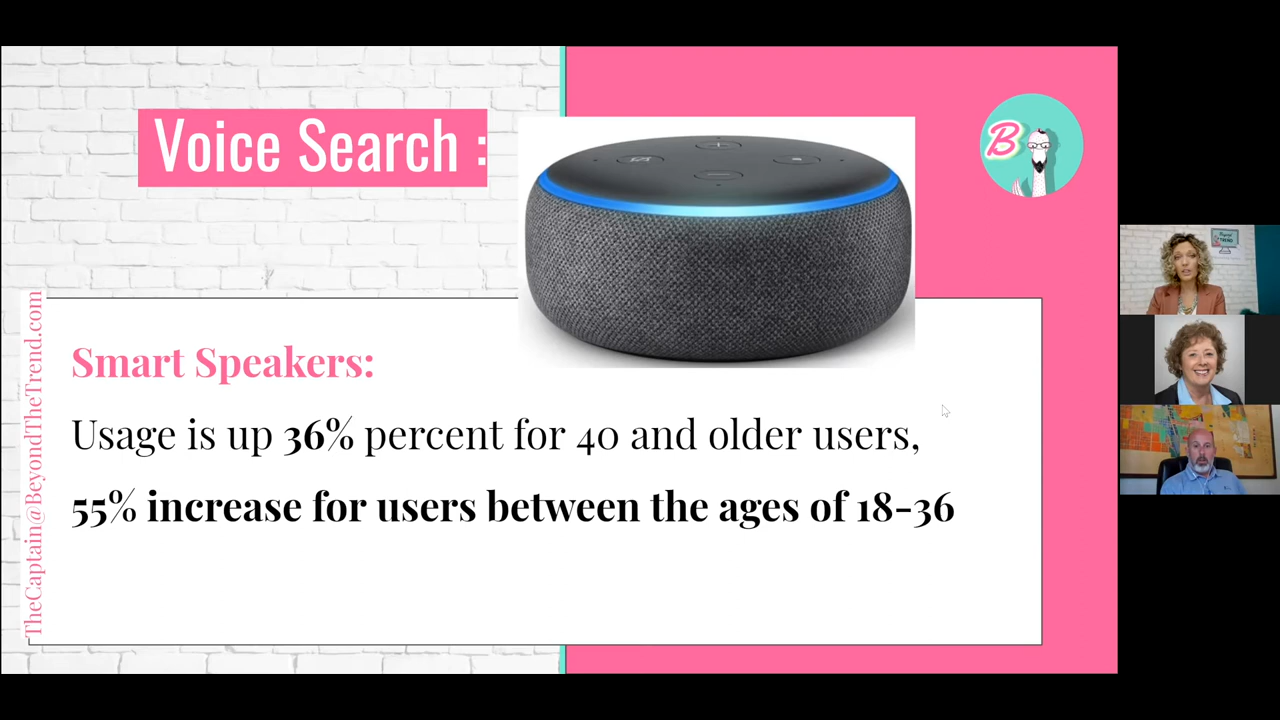 Voice Search :
B
Smart Speakers:
Usage is up 36% percent for 40 and older users,
55% increase for users between the ages of 18-36
TheCaptain@BeyondTheTrend.com